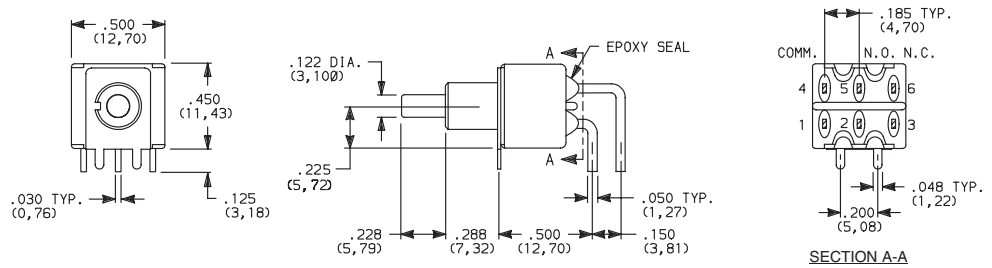 .500
(12,70)
.450
(11,43)
.030 TYP.
(0,76)
.125
(3,18)
.122 DIA.
(3,100)
.225
(5,72)
.228
(5,79)
.288
(7,32)
.500
(12,70)
A
EPOXY SEAL
A
.050 TYP.
(1,27)
.150
(3,81)
.185 TYP.
(4,70)
COMM. N.O. N.C.
4 5 6
1 2 3
.048 TYP.
(1,22)
.200
(5,08)
SECTION A-A